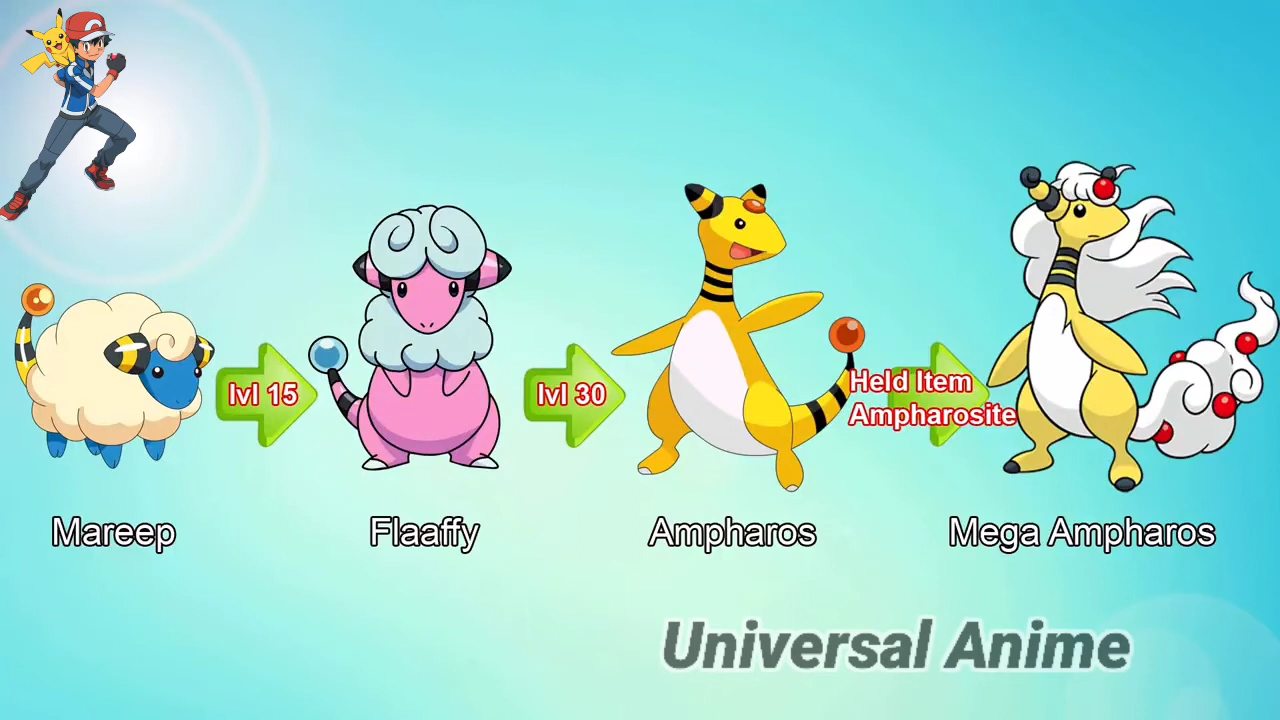 lvl 15
lvl 30
Held Item
Ampharosite
Mareep
Flaaffy
Ampharos
Mega Ampharos
Universal Anime